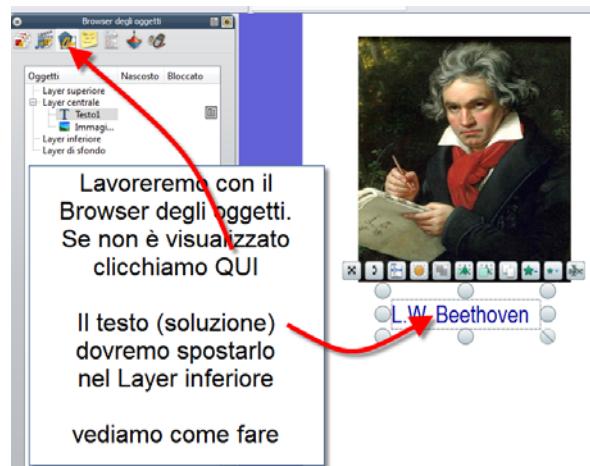 Browser degli oggetti
Oggetti Nascosto Bloccato
Layer superiore
Layer centrale
Testo1
Immagi...
Layer inferiore
Layer di sfondo
Lavoreremo con il
Browser degli oggetti.
Se non è visualizzato
clicchiamo QUI
Il testo (soluzione)
dovremo spostarlo
nel Layer inferiore
vediamo come fare
L.W. Beethoven